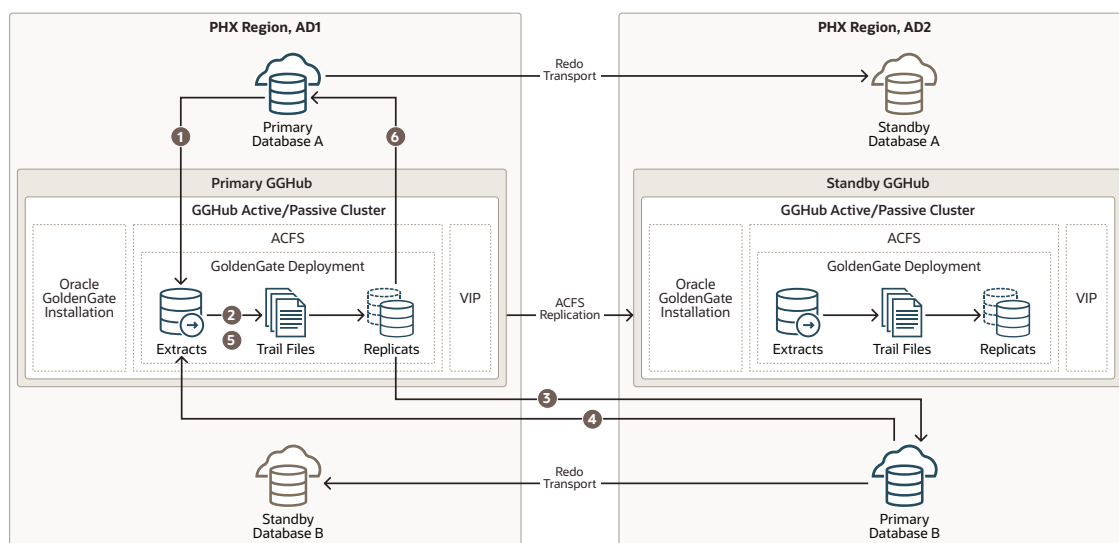 PHX Region, AD1
PHX Region, AD2
Redo
Transport
Primary
Database A
Standby
Database A
1
6
Primary GGHub
GGHub Active/Passive Cluster
ACFS
GoldenGate Deployment
Oracle
GoldenGate
Installation
VIP
2
5
Extracts
Trail Files
Replicats
ACFS
Replication
Standby GGHub
GGHub Active/Passive Cluster
ACFS
GoldenGate Deployment
Oracle
GoldenGate
Installation
VIP
Extracts
Trail Files
Replicats
3
4
Redo
Transport
Standby
Database B
Primary
Database B